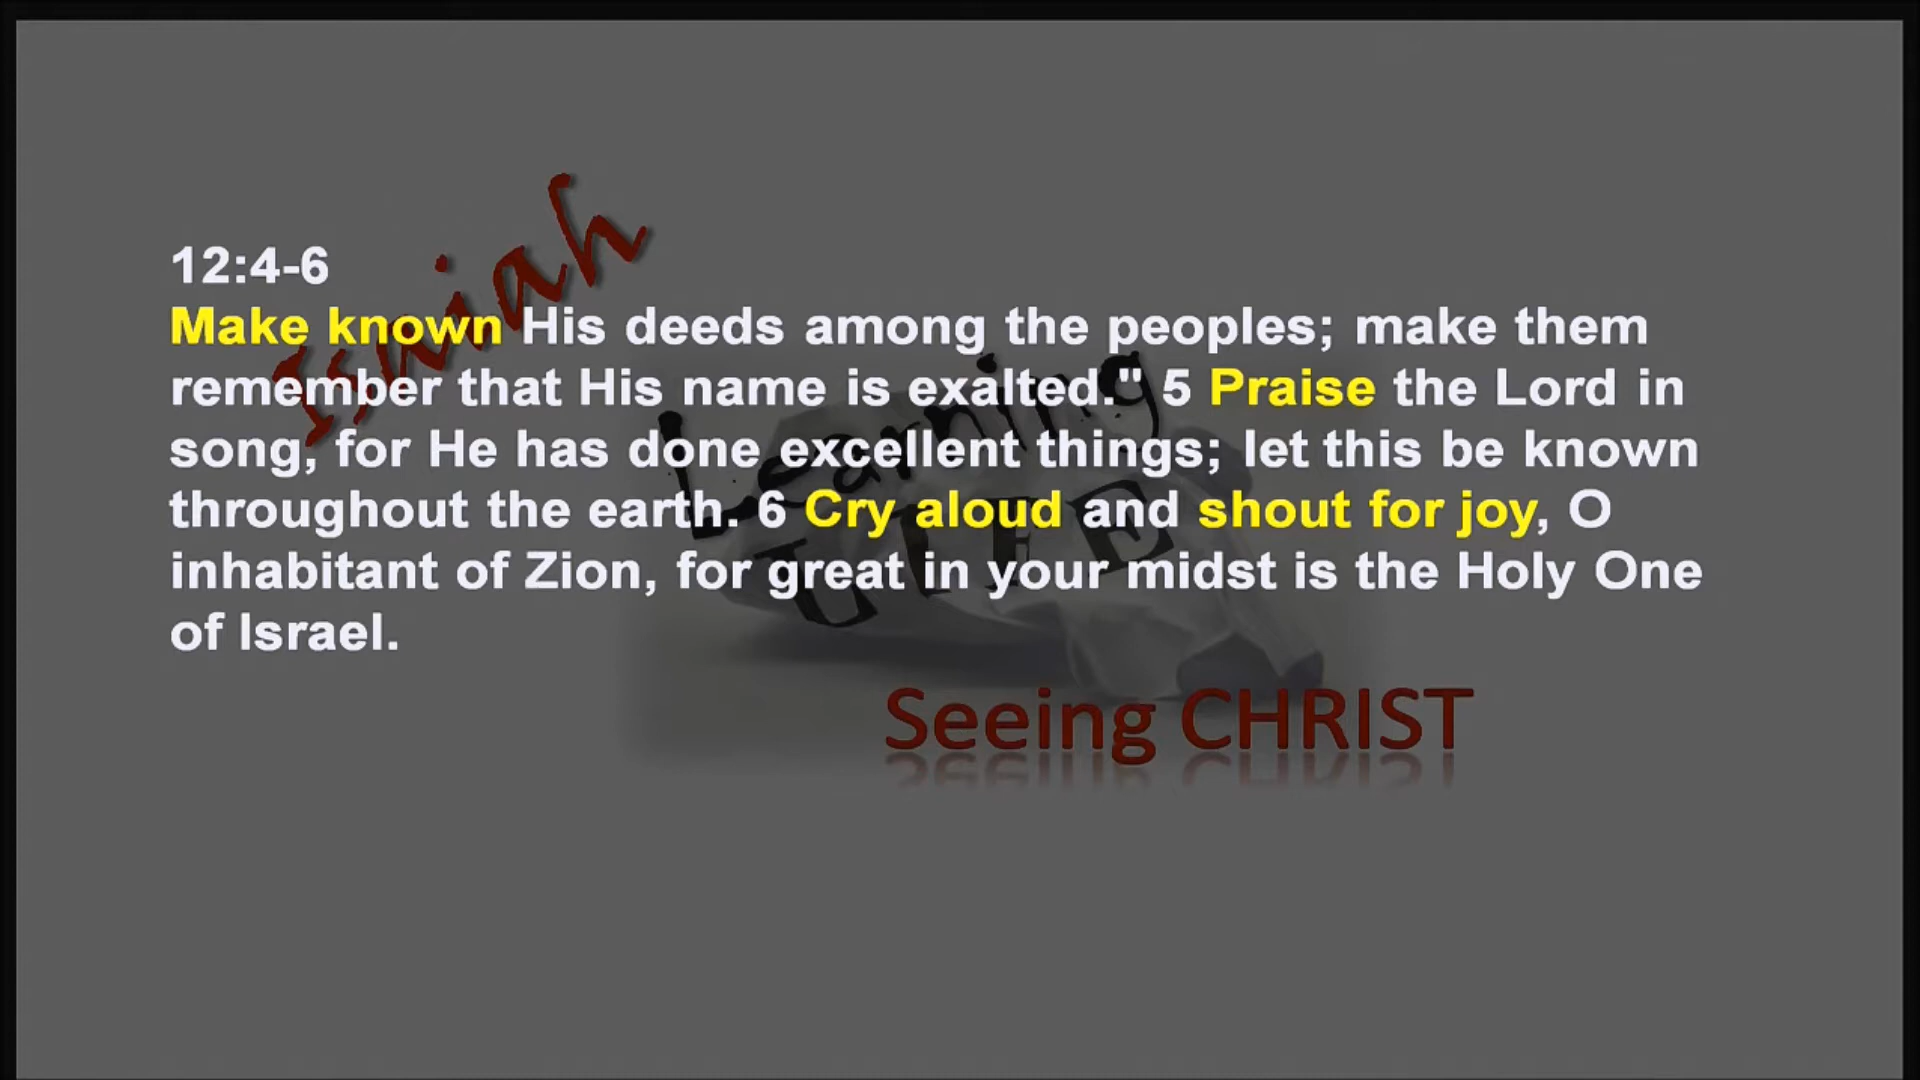 Isaiah
12:4-6
Make known His deeds among the peoples; make them
remember that His name is exalted." 5 Praise the Lord in
song, for He has done excellent things; let this be known
throughout the earth. 6 Cry aloud and shout for joy, O
inhabitant of Zion, for great in your midst is the Holy One
of Israel.
Learning
LIFE
Seeing CHRIST